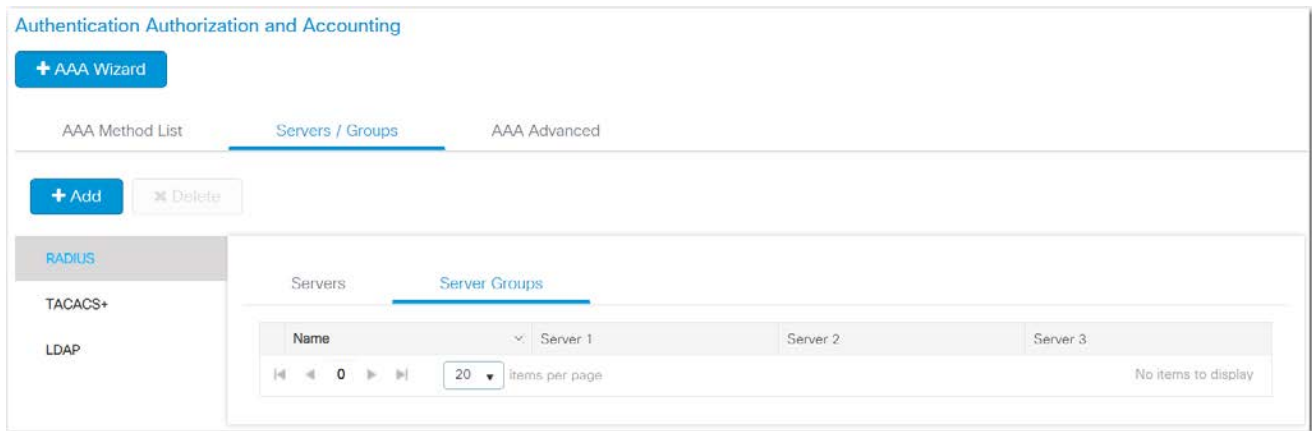 Authentication Authorization and Accounting
+ AAA Wizard
AAA Method List Servers / Groups AAA Advanced
+ Add ✖ Delete
RADIUS
TACACS+
LDAP
Servers Server Groups
Name Server 1 Server 2 Server 3
0 20 items per page No items to display